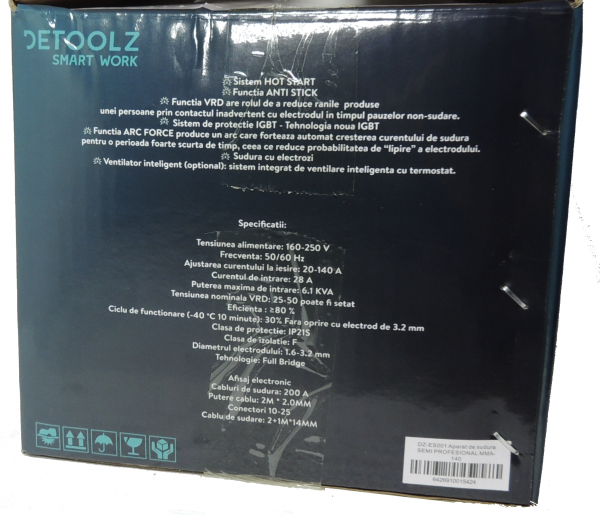 DETOOLZ
SMART WORK
Sistem HOT START
Functia ANTI STICK
Functia VRD are rolul de a reduce ranile produse
unei persoane prin contactul inadvertent cu electrodul in timpul pauzelor non-sudare.
Sistem de protectie IGBT - Tehnologia noua IGBT
Functia ARC FORCE produce un arc care forteaza automat cresterea curentului de sudura
pentru o perioada foarte scurta de timp, ceea ce reduce probabilitatea de "lipire" a electrodului.
Sudura cu electrozi
Ventilator inteligent (optional): sistem integrat de ventilare inteligenta cu termostat.
Specificatii:
Tensiunea alimentare: 160-250 V
Frecventa: 50/60 Hz
Ajustarea curentului la iesire: 20-140 A
Curentul de intrare: 28 A
Puterea maxima de intrare: 6.1 KVA
Tensiunea nominala VRD: 25-50 poate fi setat
Eficienta : ≥80 %
Ciclu de functionare (-40 °C 10 minute): 30% Fara oprire cu electrod de 3.2 mm
Clasa de protectie: IP21S
Clasa de izolatie: F
Diametrul electrodului: 1.6-3.2 mm
Tehnologie: Full Bridge
Afisaj electronic
Cabluri de sudura: 200 A
Putere cablu: 2M * 2.0MM
Conectori 10-25
Cablu de sudare: 2+1M*14MM
DZ-ES001 Aparat de sudura
SEMI PROFESIONAL MMA-
145